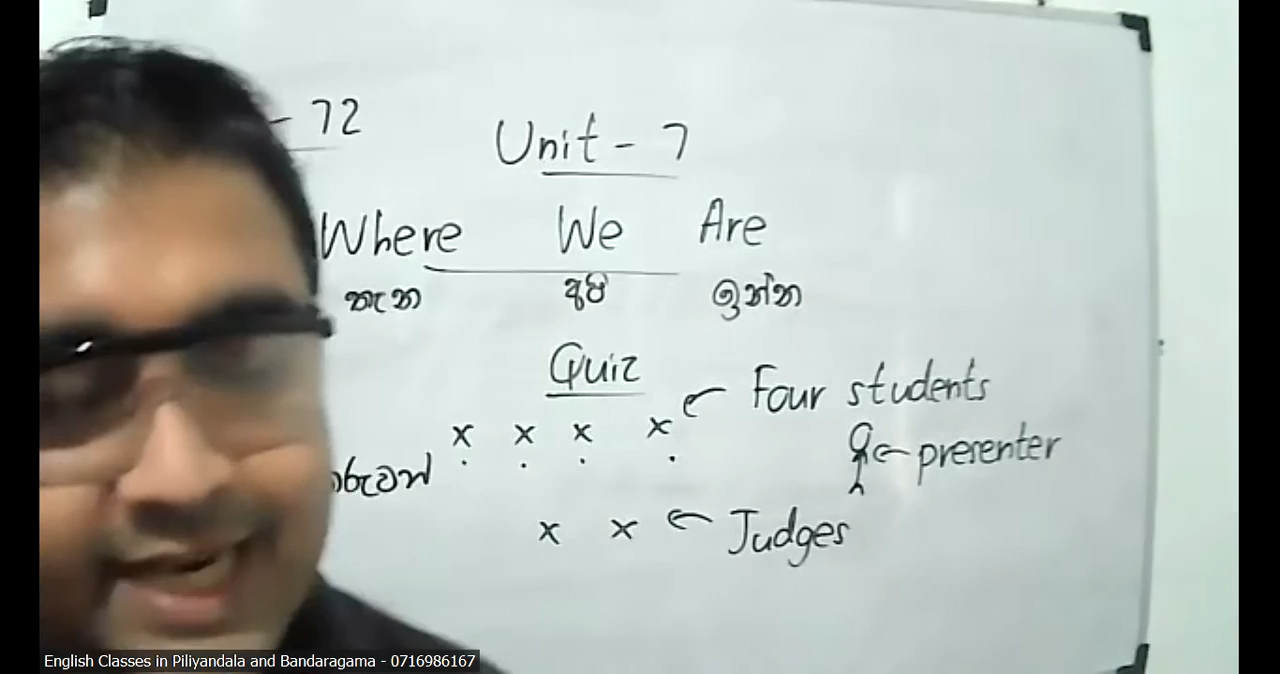 - 72
Unit - 7
Where We Are
තැන අපි ඉන්න
Quiz
Four students
presenter
Judges
English Classes in Piliyandala and Bandaragama - 0716986167